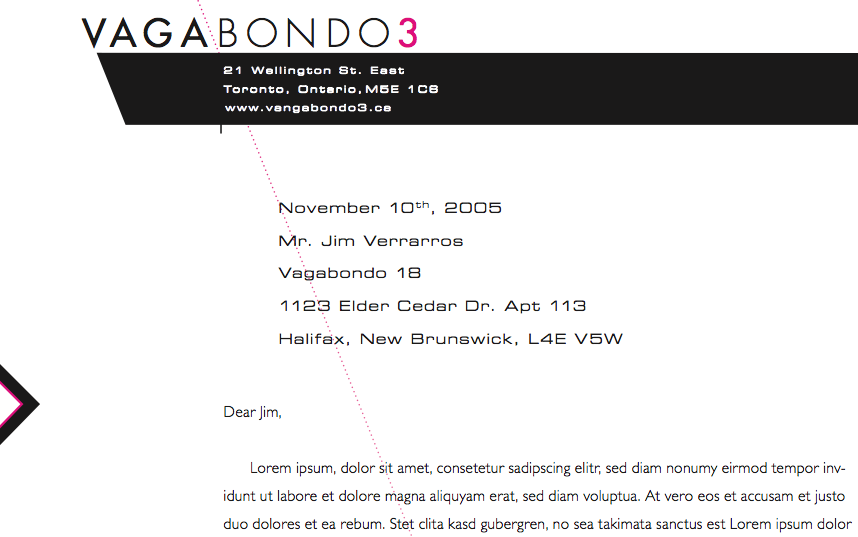 VAGABONDO3
21 Wellington St. East
Toronto, Ontario,M5E 1C6
www.vangabondo3.ca
November 10th, 2005
Mr. Jim Verrarros
Vagabondo 18
1123 Elder Cedar Dr. Apt 113
Halifax, New Brunswick, L4E V5W
Dear Jim,
Lorem ipsum, dolor sit amet, consetetur sadipscing elitr, sed diam nonumy eirmod tempor inv-
idunt ut labore et dolore magna aliquyam erat, sed diam voluptua. At vero eos et accusam et justo
duo dolores et ea rebum. Stet clita kasd gubergren, no sea takimata sanctus est Lorem ipsum dolor